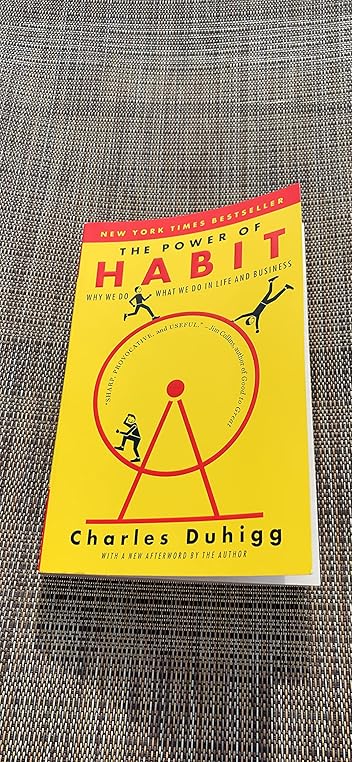 NEW YORK TIMES BESTSELLER
THE POWER OF
HABIT
WHY WE DO WHAT WE DO IN LIFE AND BUSINESS
"SHARP, PROVOCATIVE, and USEFUL." —Jim Collins, author of Good to Great
Charles Duhigg
WITH A NEW AFTERWORD BY THE AUTHOR